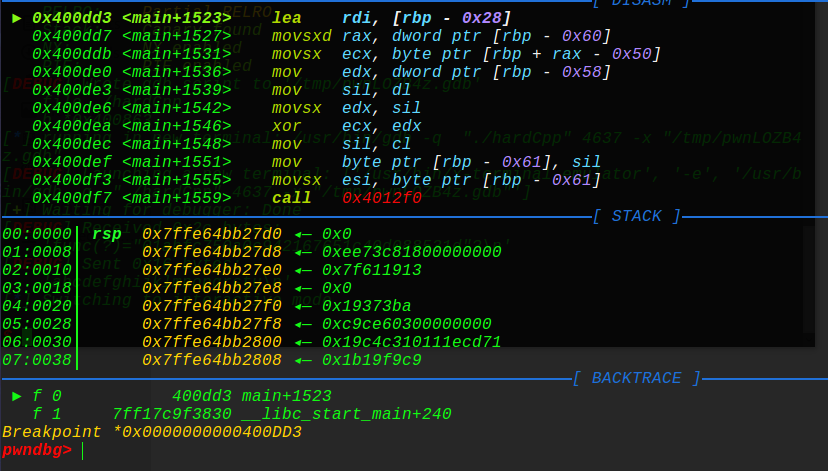 [ DISASM ]
► 0x400dd3 <main+1523> lea rdi, [rbp - 0x28]
0x400dd7 <main+1527> movsxd rax, dword ptr [rbp - 0x60]
0x400ddb <main+1531> movsx ecx, byte ptr [rbp + rax - 0x50]
0x400de0 <main+1536> mov edx, dword ptr [rbp - 0x58]
0x400de3 <main+1539> mov sil, dl
0x400de6 <main+1542> movsx edx, sil
0x400dea <main+1546> xor ecx, edx
0x400dec <main+1548> mov sil, cl
0x400def <main+1551> mov byte ptr [rbp - 0x61], sil
0x400df3 <main+1555> movsx esi, byte ptr [rbp - 0x61]
0x400df7 <main+1559> call 0x4012f0
[ STACK ]
00:0000│ rsp 0x7ffe64bb27d0 ◂— 0x0
01:0008│ 0x7ffe64bb27d8 ◂— 0xee73c81800000000
02:0010│ 0x7ffe64bb27e0 ◂— 0x7f611913
03:0018│ 0x7ffe64bb27e8 ◂— 0x0
04:0020│ 0x7ffe64bb27f0 ◂— 0x19373ba
05:0028│ 0x7ffe64bb27f8 ◂— 0xc9ce60300000000
06:0030│ 0x7ffe64bb2800 ◂— 0x19c4c310111ecd71
07:0038│ 0x7ffe64bb2808 ◂— 0x1b19f9c9
[ BACKTRACE ]
► f 0 400dd3 main+1523
f 1 7ff17c9f3830 __libc_start_main+240
Breakpoint *0x0000000000400DD3
pwndbg>